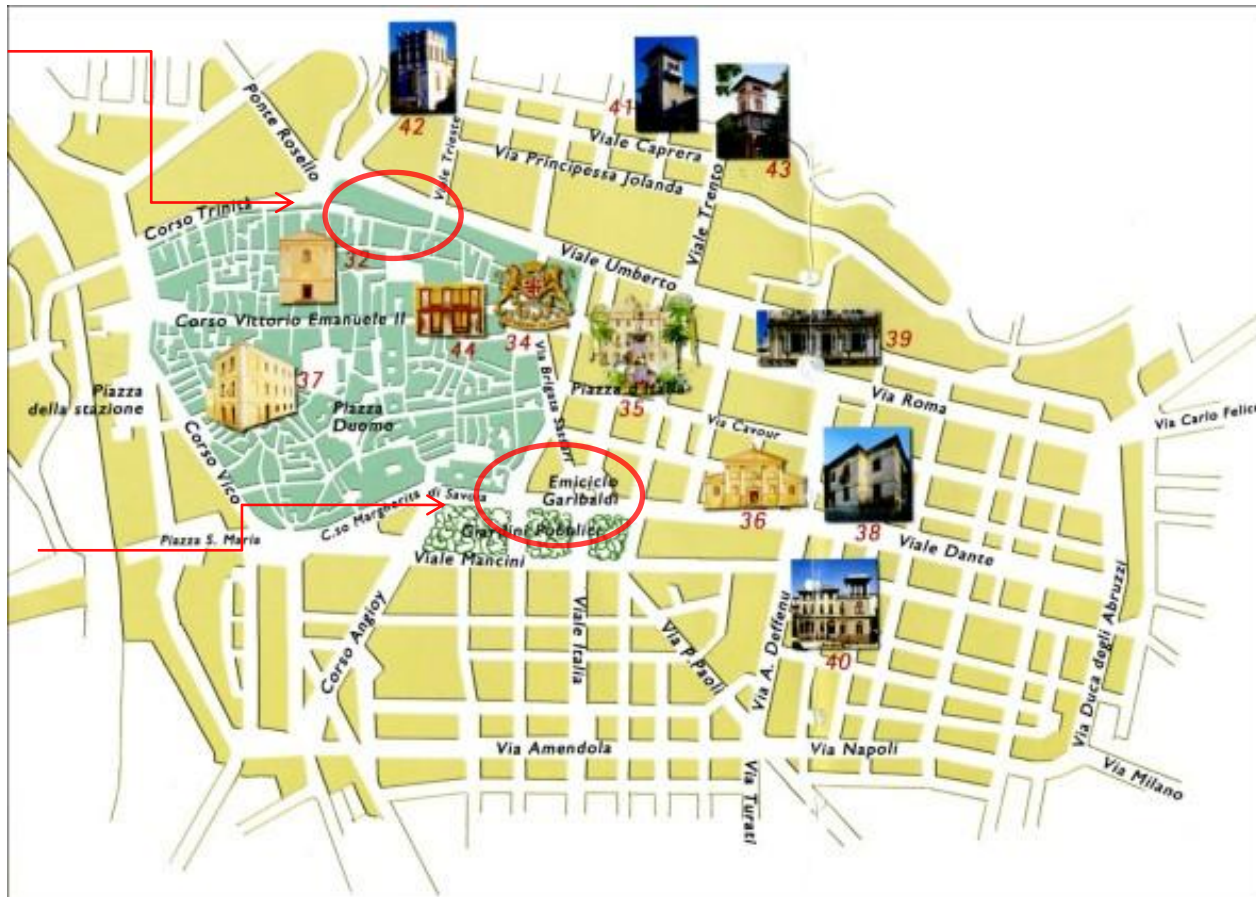 Ponte Rosello
42
41
43
Viale Trieste
Viale Caprera
Via Principessa Jolanda
Viale Trento
Corso Trinità
32
Viale Umberto
Corso Vittorio Emanuele II
44
34
39
37
Via Brigata Sassari
Piazza d'Italia
35
Piazza
della stazione
Piazza
Duomo
Via Roma
Via Cavour
Via Carlo Felice
Corso Vico
Emiciclo
Garibaldi
C.so Margherita di Savoia
36
38
Piazza S. Maria
Giardini Pubblici
Viale Mancini
Viale Dante
Corso Angioy
Viale Italia
Via P. Paoli
Via A. Deffenu
40
Via Duca degli Abruzzi
Via Amendola
Via Napoli
Via Milano
Via Turati